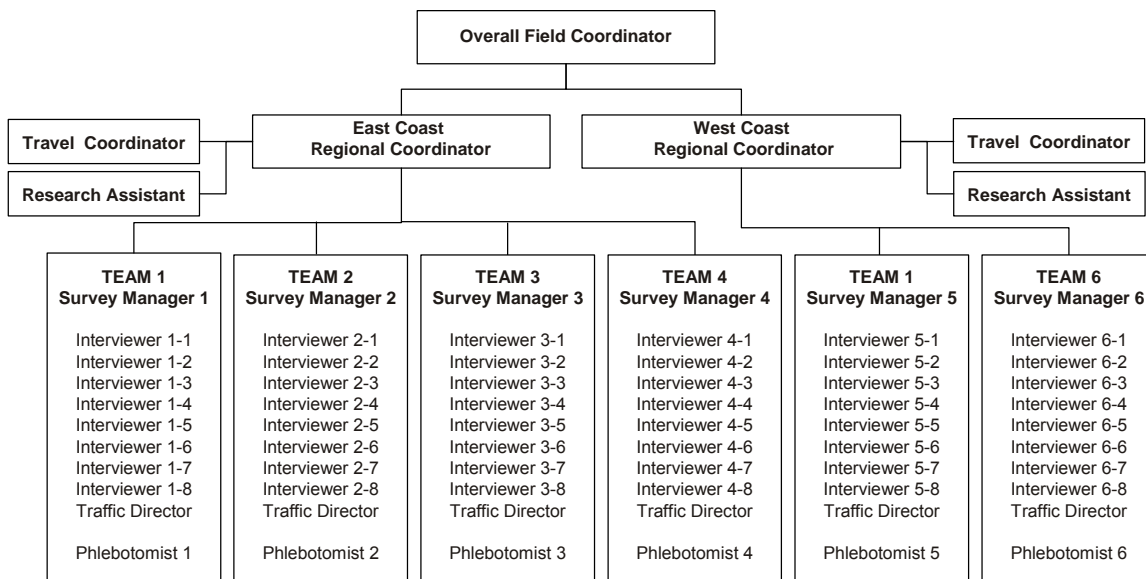 Overall Field Coordinator
East Coast
Regional Coordinator
West Coast
Regional Coordinator
Travel Coordinator
Research Assistant
Travel Coordinator
Research Assistant
TEAM 1
Survey Manager 1
Interviewer 1-1
Interviewer 1-2
Interviewer 1-3
Interviewer 1-4
Interviewer 1-5
Interviewer 1-6
Interviewer 1-7
Interviewer 1-8
Traffic Director
Phlebotomist 1
TEAM 2
Survey Manager 2
Interviewer 2-1
Interviewer 2-2
Interviewer 2-3
Interviewer 2-4
Interviewer 2-5
Interviewer 2-6
Interviewer 2-7
Interviewer 2-8
Traffic Director
Phlebotomist 2
TEAM 3
Survey Manager 3
Interviewer 3-1
Interviewer 3-2
Interviewer 3-3
Interviewer 3-4
Interviewer 3-5
Interviewer 3-6
Interviewer 3-7
Interviewer 3-8
Traffic Director
Phlebotomist 3
TEAM 4
Survey Manager 4
Interviewer 4-1
Interviewer 4-2
Interviewer 4-3
Interviewer 4-4
Interviewer 4-5
Interviewer 4-6
Interviewer 4-7
Interviewer 4-8
Traffic Director
Phlebotomist 4
TEAM 1
Survey Manager 5
Interviewer 5-1
Interviewer 5-2
Interviewer 5-3
Interviewer 5-4
Interviewer 5-5
Interviewer 5-6
Interviewer 5-7
Interviewer 5-8
Traffic Director
Phlebotomist 5
TEAM 6
Survey Manager 6
Interviewer 6-1
Interviewer 6-2
Interviewer 6-3
Interviewer 6-4
Interviewer 6-5
Interviewer 6-6
Interviewer 6-7
Interviewer 6-8
Traffic Director
Phlebotomist 6